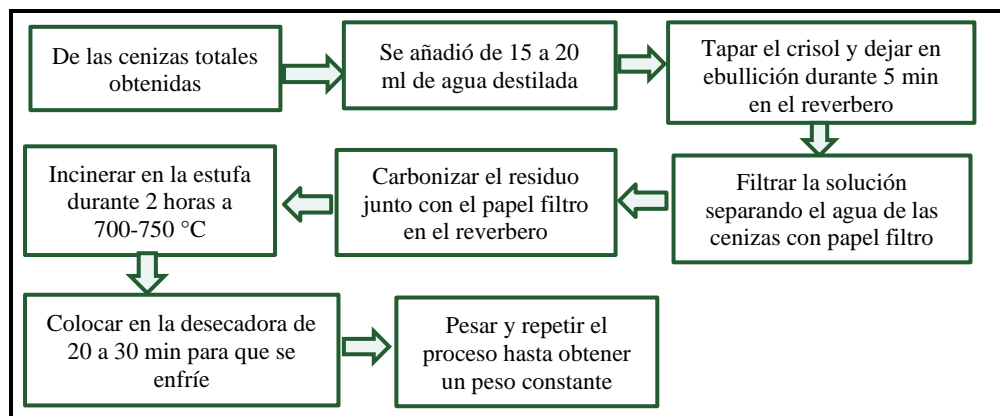 De las cenizas totales
obtenidas
Se añadió de 15 a 20
ml de agua destilada
Tapar el crisol y dejar en
ebullición durante 5 min
en el reverbero
Filtrar la solución
separando el agua de las
cenizas con papel filtro
Carbonizar el residuo
junto con el papel filtro
en el reverbero
Incinerar en la estufa
durante 2 horas a
700-750 °C
Colocar en la desecadora de
20 a 30 min para que se
enfríe
Pesar y repetir el
proceso hasta obtener
un peso constante